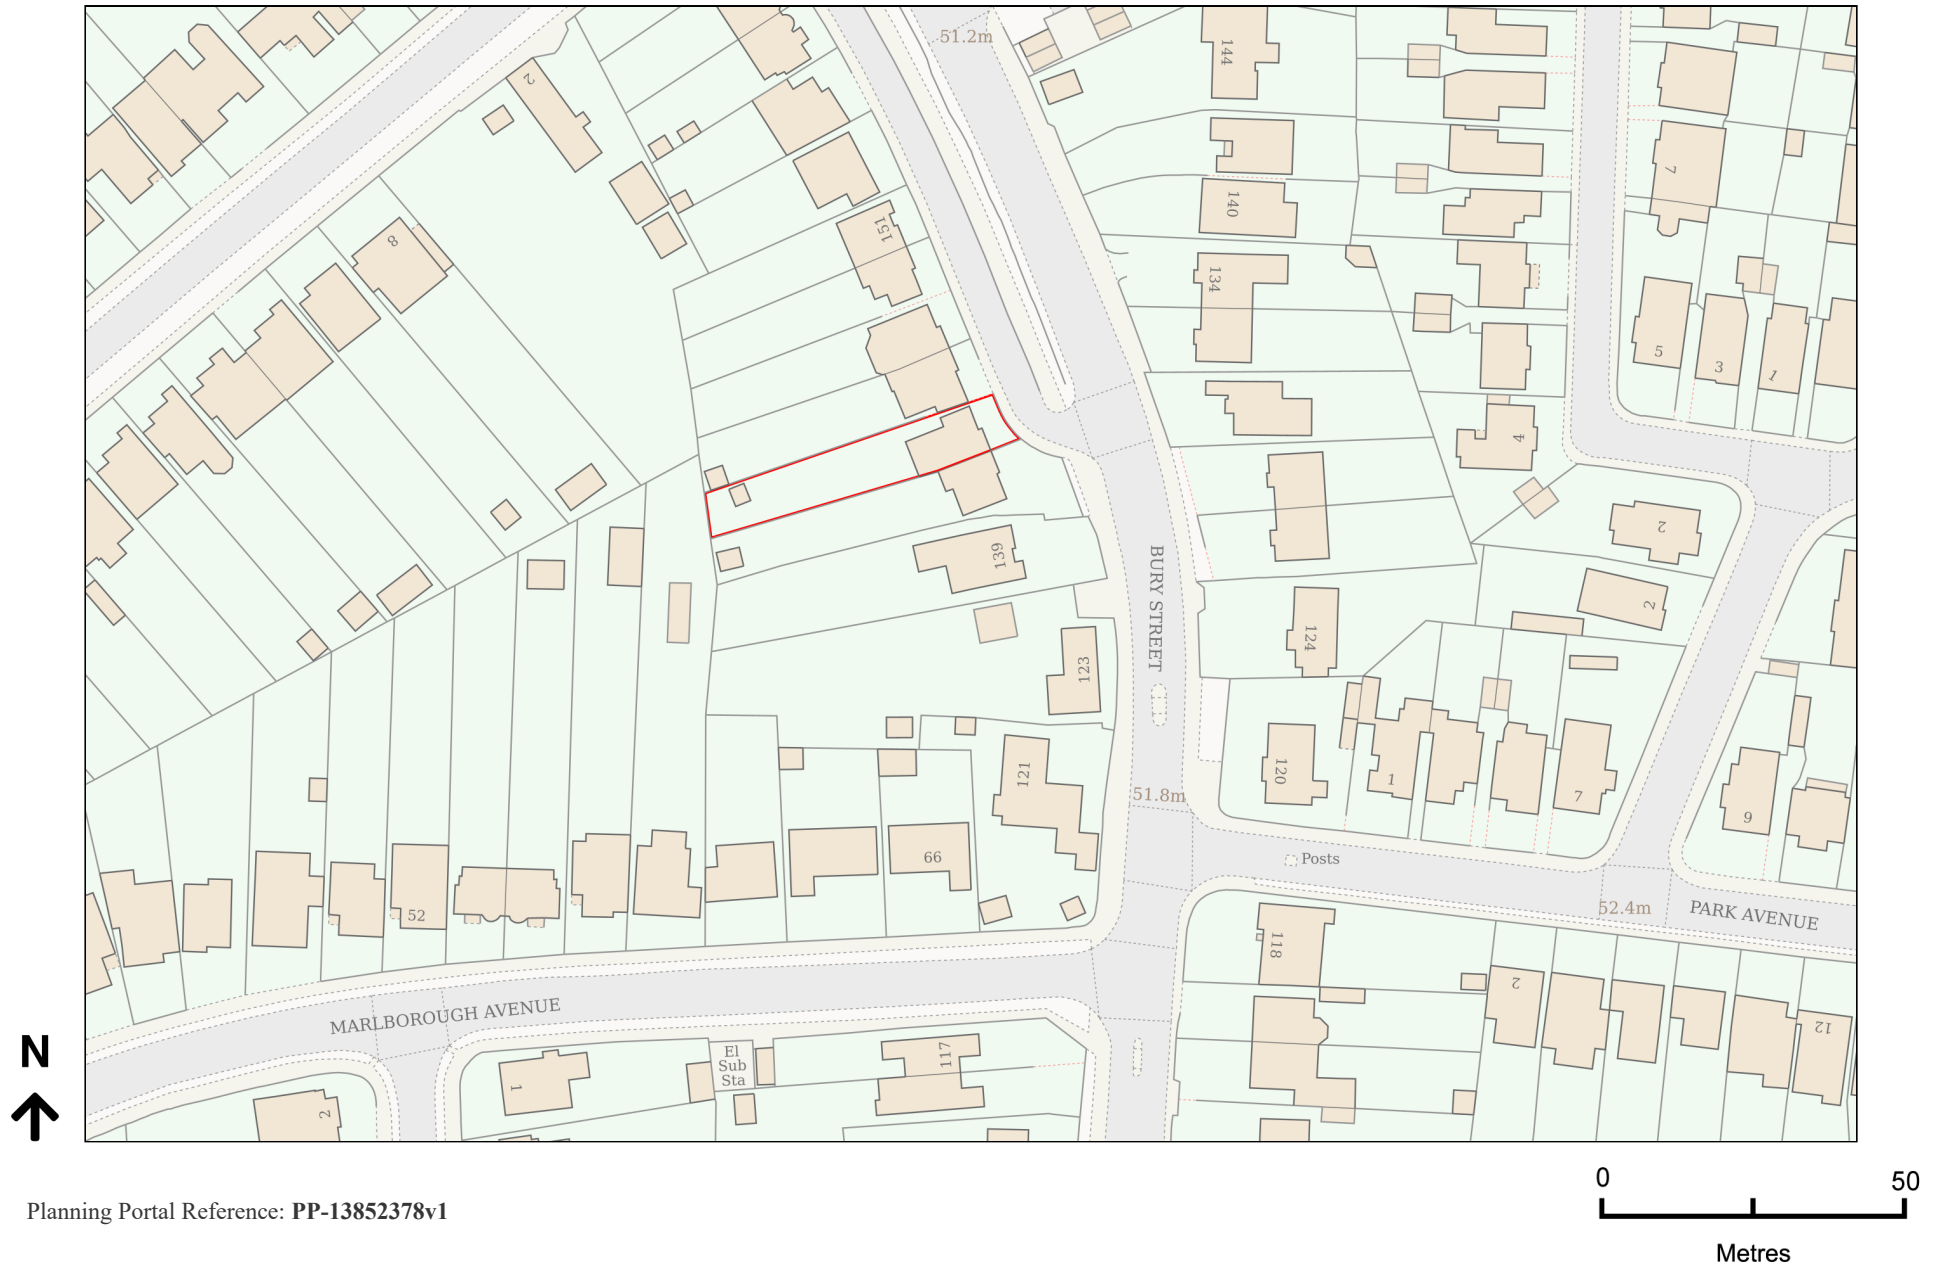 51.2m
144
2
7
140
151
8
134
5
3
1
4
2
139
BURY STREET
2
124
123
121
120
1
7
51.8m
9
66
Posts
52
52.4m
PARK AVENUE
118
2
MARLBOROUGH AVENUE
12
117
El
Sub
Sta
1
2
N
0
50
Metres
Planning Portal Reference: PP-13852378v1